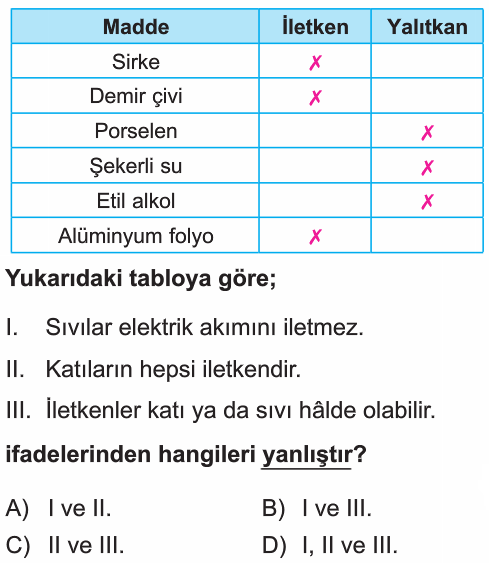 Madde İletken Yalıtkan
Sirke ✗
Demir çivi ✗
Porselen ✗
Şekerli su ✗
Etil alkol ✗
Alüminyum folyo ✗
Yukarıdaki tabloya göre;
I. Sıvılar elektrik akımını iletmez.
II. Katıların hepsi iletkendir.
III. İletkenler katı ya da sıvı hâlde olabilir.
ifadelerinden hangileri yanlıştır?
A) I ve II. B) I ve III.
C) II ve III. D) I, II ve III.